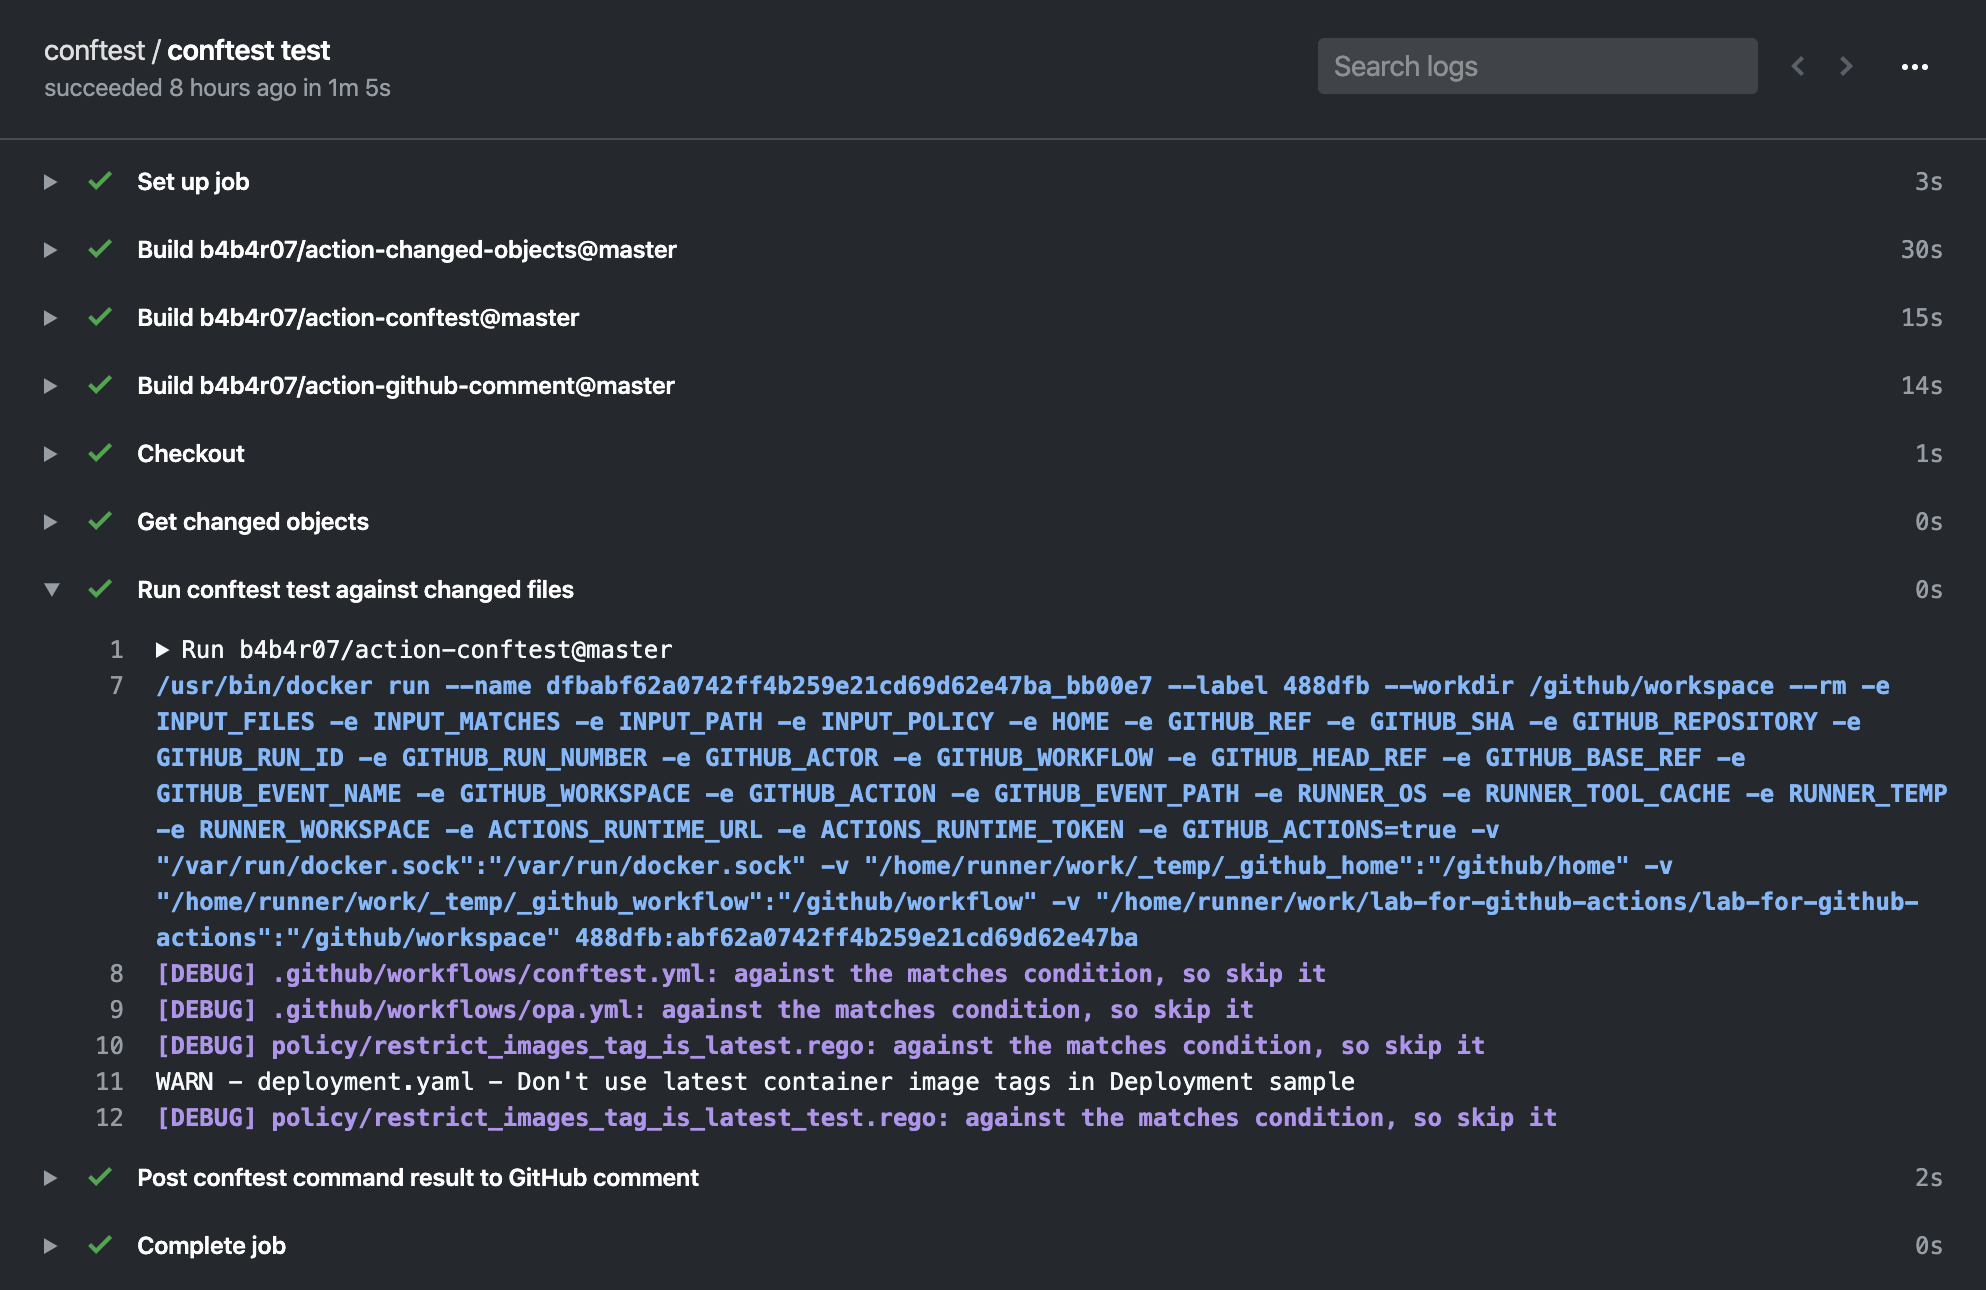 conftest / conftest test
succeeded 8 hours ago in 1m 5s
Search logs
Set up job 3s
Build b4b4r07/action-changed-objects@master 30s
Build b4b4r07/action-conftest@master 15s
Build b4b4r07/action-github-comment@master 14s
Checkout 1s
Get changed objects 0s
Run conftest test against changed files 0s
1 Run b4b4r07/action-conftest@master
7 /usr/bin/docker run --name dfbabf62a0742ff4b259e21cd69d62e47ba_bb00e7 --label 488dfb --workdir /github/workspace --rm -e
INPUT_FILES -e INPUT_MATCHES -e INPUT_PATH -e INPUT_POLICY -e HOME -e GITHUB_REF -e GITHUB_SHA -e GITHUB_REPOSITORY -e
GITHUB_RUN_ID -e GITHUB_RUN_NUMBER -e GITHUB_ACTOR -e GITHUB_WORKFLOW -e GITHUB_HEAD_REF -e GITHUB_BASE_REF -e
GITHUB_EVENT_NAME -e GITHUB_WORKSPACE -e GITHUB_ACTION -e GITHUB_EVENT_PATH -e RUNNER_OS -e RUNNER_TOOL_CACHE -e RUNNER_TEMP
-e RUNNER_WORKSPACE -e ACTIONS_RUNTIME_URL -e ACTIONS_RUNTIME_TOKEN -e GITHUB_ACTIONS=true -v
"/var/run/docker.sock":"/var/run/docker.sock" -v "/home/runner/work/_temp/_github_home":"/github/home" -v
"/home/runner/work/_temp/_github_workflow":"/github/workflow" -v "/home/runner/work/lab-for-github-actions/lab-for-github-
actions":"/github/workspace" 488dfb:abf62a0742ff4b259e21cd69d62e47ba
8 [DEBUG] .github/workflows/conftest.yml: against the matches condition, so skip it
9 [DEBUG] .github/workflows/opa.yml: against the matches condition, so skip it
10 [DEBUG] policy/restrict_images_tag_is_latest.rego: against the matches condition, so skip it
11 WARN - deployment.yaml - Don't use latest container image tags in Deployment sample
12 [DEBUG] policy/restrict_images_tag_is_latest_test.rego: against the matches condition, so skip it
Post conftest command result to GitHub comment 2s
Complete job 0s